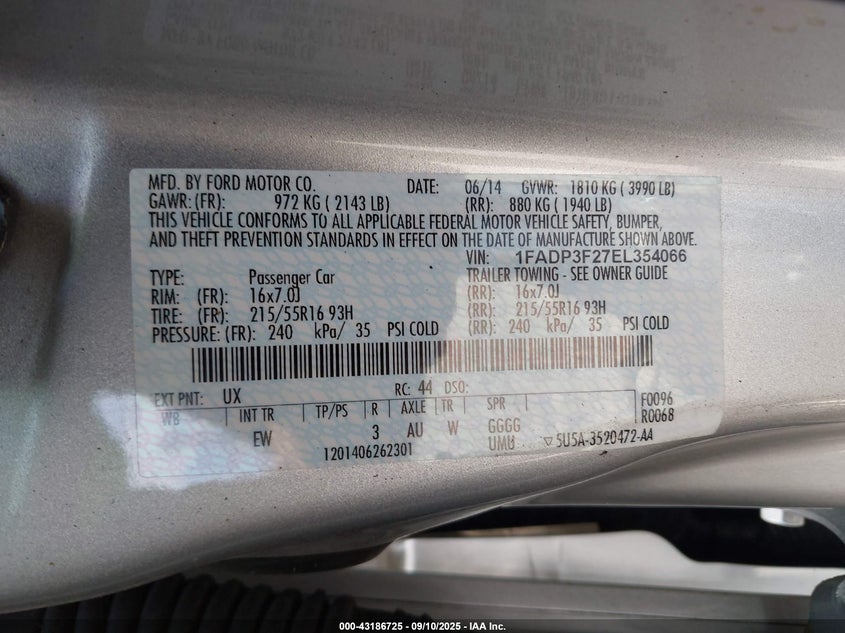 MFD. BY FORD MOTOR CO. DATE: 06/14 GVWR: 1810 KG ( 3990 LB)
GAWR: (FR): 972 KG ( 2143 LB) (RR): 880 KG ( 1940 LB)
THIS VEHICLE CONFORMS TO ALL APPLICABLE FEDERAL MOTOR VEHICLE SAFETY, BUMPER,
AND THEFT PREVENTION STANDARDS IN EFFECT ON THE DATE OF MANUFACTURE SHOWN ABOVE.
VIN: 1FADP3F27EL354066
TYPE: Passenger Car TRAILER TOWING - SEE OWNER GUIDE
RIM: (FR): 16x7.0J (RR): 16x7.0J
TIRE: (FR): 215/55R16 93H (RR): 215/55R16 93H
PRESSURE: (FR): 240 kPa/ 35 PSI COLD (RR): 240 kPa/ 35 PSI COLD
EXT PNT: UX RC: 44 DSO: F0096
WB INT TR TP/PS R AXLE TR SPR R0068
EW 3 AU W GGGG
UMB ▽ 5U5A-3520472-AA
1201406262301
000-43186725 - 09/10/2025 - IAA Inc.